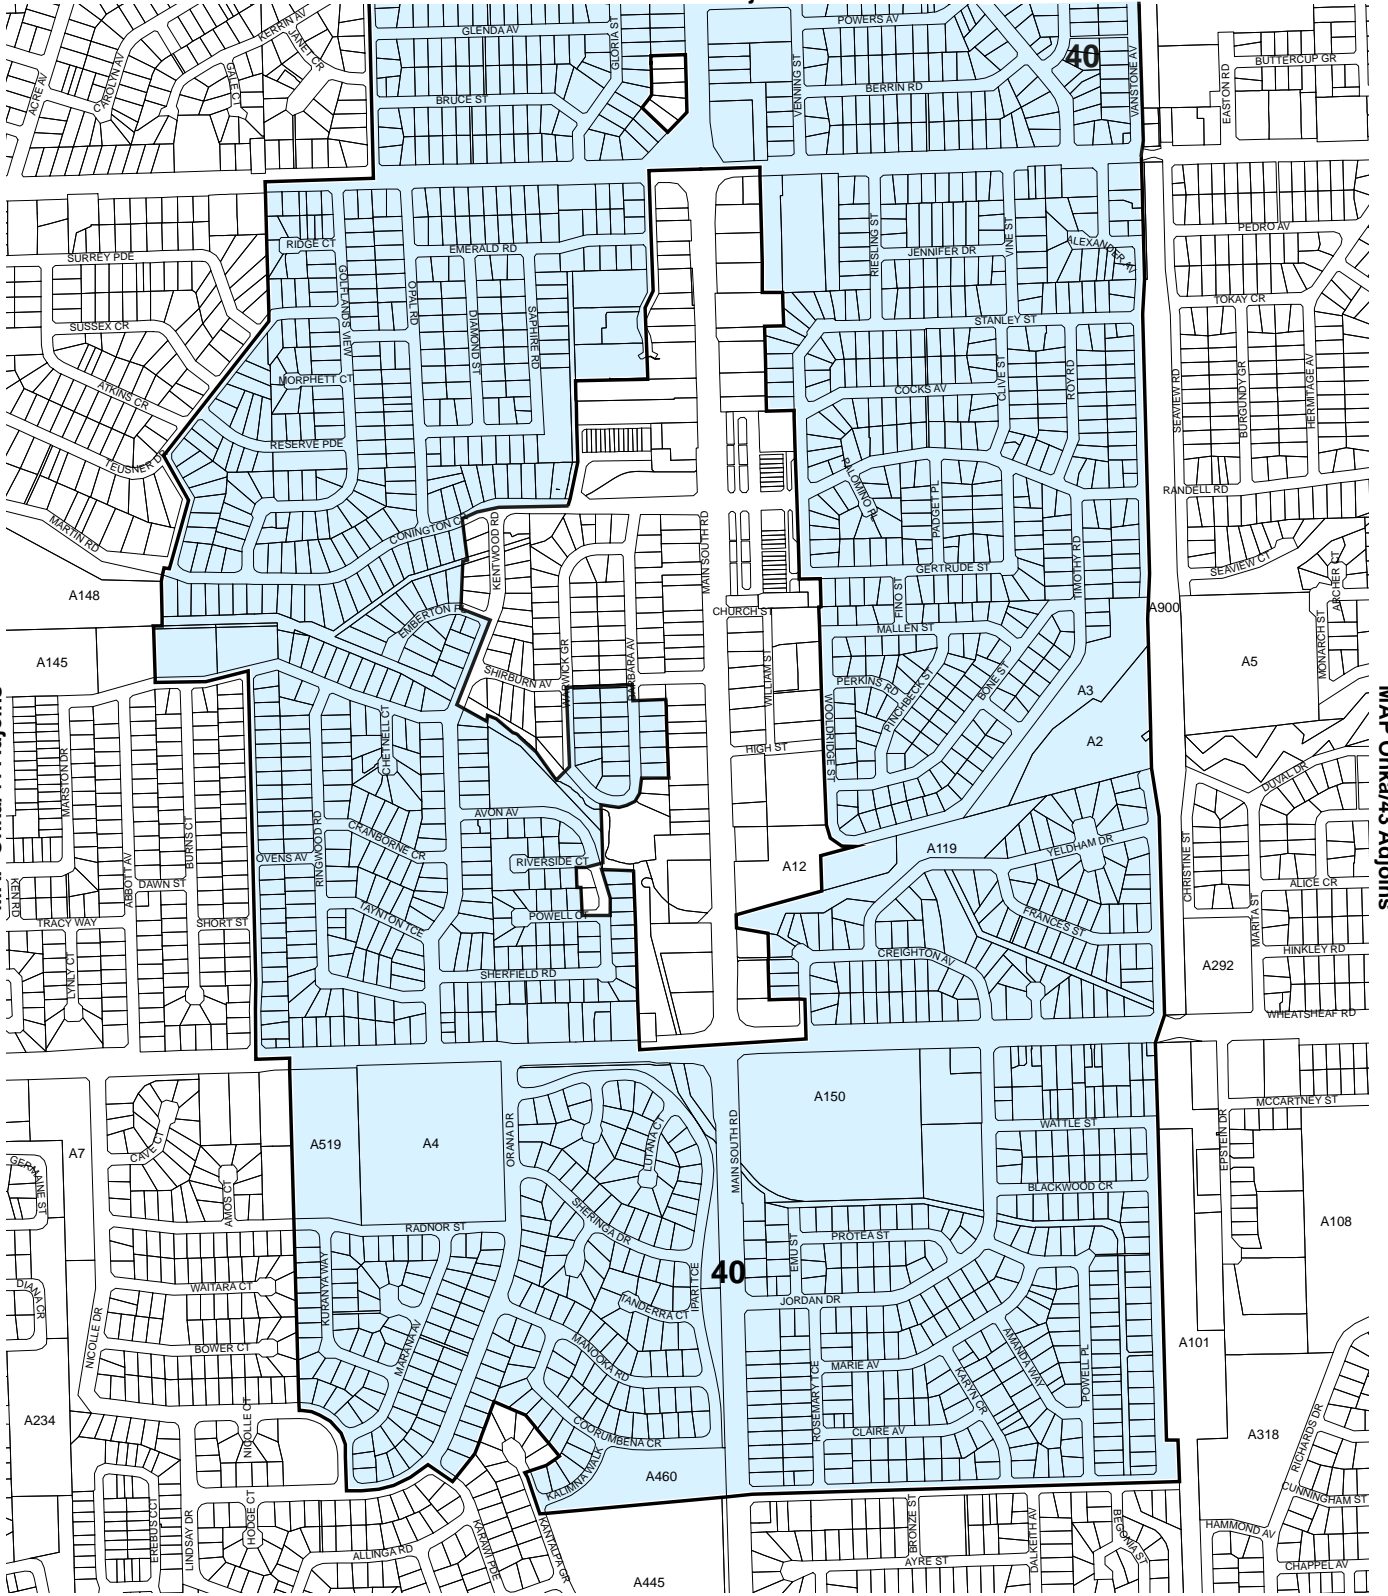 POWERS AV
GLENDA AV
GLORIA ST
KERRIN AV
JANET CR
CAROLYN AV
GALE CT
ACRE AV
40
BUTTERCUP GR
BERRIN RD
BRUCE ST
VENNING ST
VANSTONE AV
EASTON RD
PEDRO AV
RIDGE CT
EMERALD RD
RIESLING ST
JENNIFER DR
VINE ST
ALEXANDER AV
SURREY PDE
GOLFLANDS VIEW
OPAL RD
DIAMOND ST
SAPHIRE RD
TOKAY CR
SUSSEX CR
STANLEY ST
MORPHETT CT
ATKINS CR
COCKS AV
CLIVE ST
ROY RD
SEAVIEW RD
BURGUNDY GR
HERMITAGE AV
RESERVE PDE
TEUSNER DR
PALOMINO PL
PADGET PL
RANDELL RD
MARTIN RD
CONINGTON CR
KENTWOOD RD
MAIN SOUTH RD
TIMOTHY RD
GERTRUDE ST
SEAVIEW CT
ARCHER CT
A148
EMBERTON P
CHURCH ST
FINO ST
A900
MALLEN ST
MONARCH ST
A145
SHIRBURN AV
WARWICK GR
BARBARA AV
WILLIAM ST
PERKINS RD
PINCHBECK ST
BONE ST
A3
A5
MAP Onka/43 Adjoins
WOOLDRIDGE ST
A2
HIGH ST
CHETNELL CT
MARSTON DR
DUVAL DR
AVON AV
RINGWOOD RD
CRANBORNE CR
BURNS CT
ABBOTT AV
OVENS AV
RIVERSIDE CT
A12
A119
YELDHAM DR
CHRISTINE ST
ALICE CR
KEN RD
DAWN ST
TRACY WAY
SHORT ST
TAYNTON TCE
POWELL CT
FRANCES ST
MARITA ST
HINKLEY RD
CREIGHTON AV
LYNLY CT
SHERFIELD RD
A292
WHEATSHEAF RD
A150
MCCARTNEY ST
A7
CAVE CT
A519
A4
ORANA DR
LUTANA CT
MAIN SOUTH RD
WATTLE ST
EPSTEIN DR
GERMAINE ST
AMOS CT
BLACKWOOD CR
SHERINGA DR
RADNOR ST
EMU ST
PROTEA ST
A108
KURANYA WAY
40
IPARI TCE
DIANA CR
WAITARA CT
TANDERRA CT
JORDAN DR
NICOLLE DR
BOWER CT
MARANA AV
MANOOKA RD
MARIE AV
AMANDA WAY
KARYN CR
POWELL PL
A101
ROSEMARY TCE
A234
NICOLLE CT
COORUMBENA CR
CLAIRE AV
A318
RICHARDS DR
KALIMNA WALK
A460
CUNNINGHAM ST
EREBUS CT
LINDSAY DR
HODGE CT
KARAWI PDE
KANYALPA GR
BRONZE ST
DALKEITH AV
BEGONIA ST
HAMMOND AV
ALLINGA RD
AYRE ST
CHAPPEL AV
A445